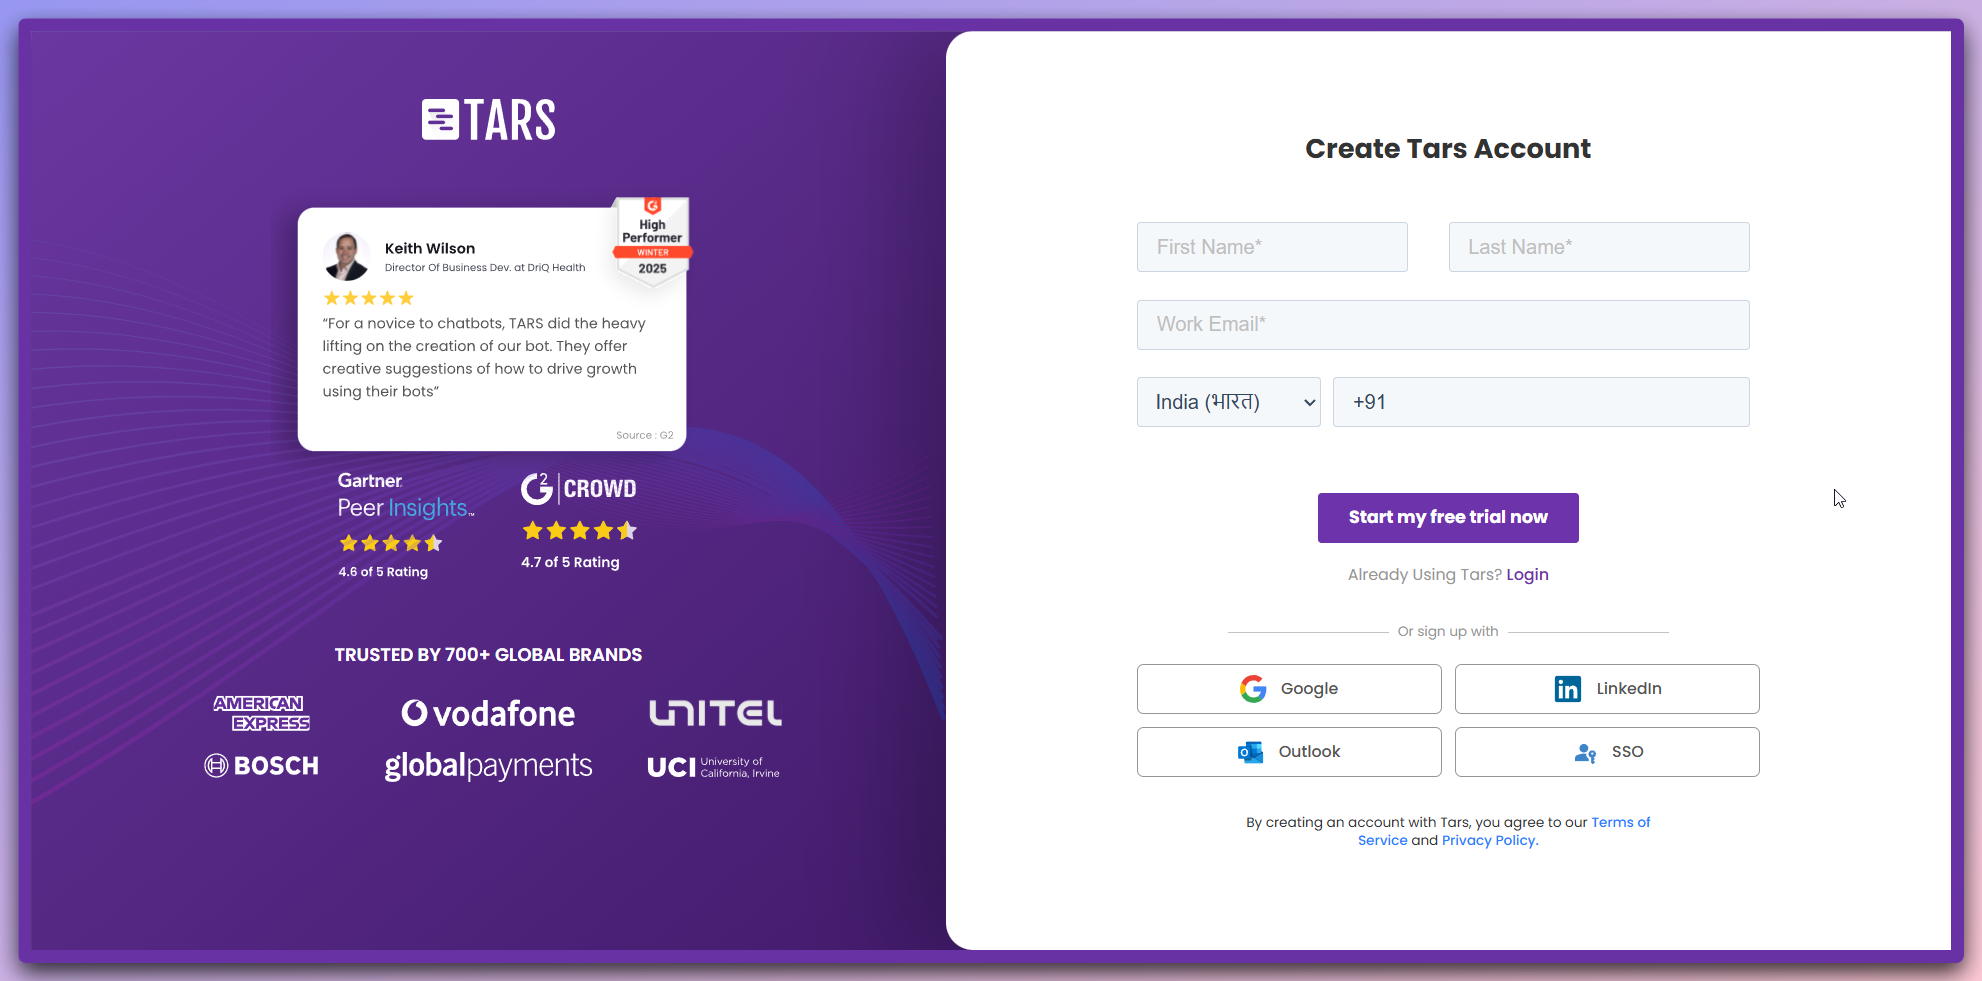 TARS
Keith Wilson
Director Of Business Dev. at DriQ Health
High
Performer
WINTER
2025
“For a novice to chatbots, TARS did the heavy
lifting on the creation of our bot. They offer
creative suggestions of how to drive growth
using their bots”
Source : G2
Gartner
Peer Insights™
4.6 of 5 Rating
G2 | CROWD
4.7 of 5 Rating
TRUSTED BY 700+ GLOBAL BRANDS
AMERICAN
EXPRESS
vodafone
UNITEL
BOSCH
globalpayments
UCI University of
California, Irvine
Create Tars Account
First Name*
Last Name*
Work Email*
India (भारत)
+91
Start my free trial now
Already Using Tars? Login
Or sign up with
Google
LinkedIn
Outlook
SSO
By creating an account with Tars, you agree to our Terms of
Service and Privacy Policy.